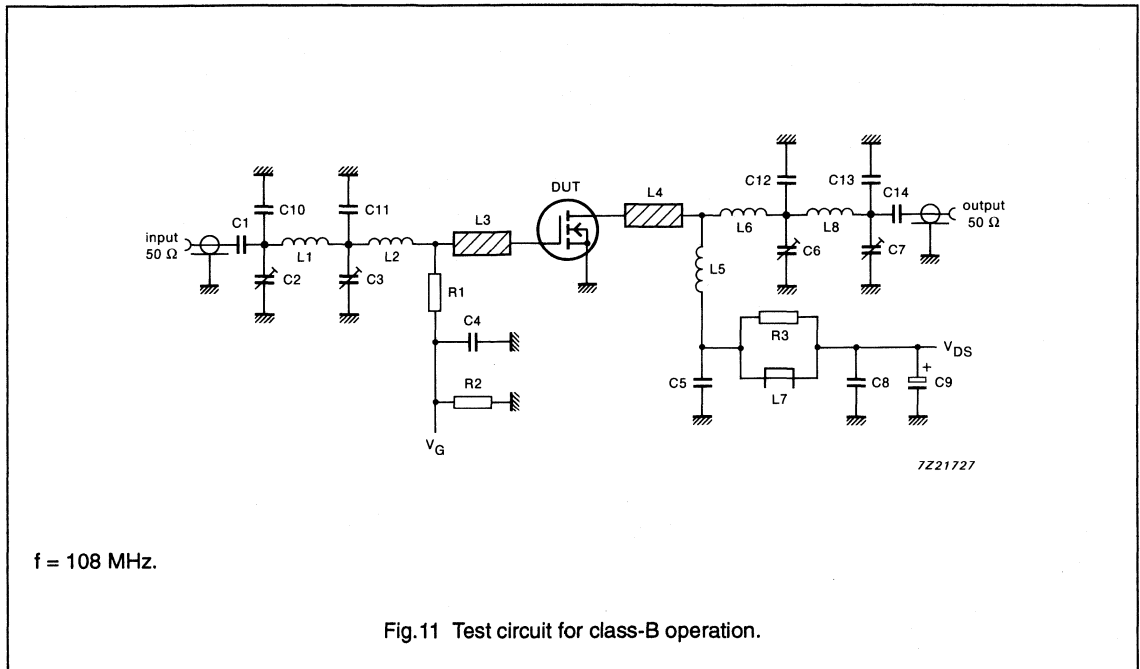 C12
C13
C14
output
50 Ω
DUT
L4
C10
C11
C1
L3
input
50 Ω
L1
L2
L6
L8
C2
C3
C6
C7
L5
R1
C4
R3
V_DS
R2
C5
L7
C8
+
C9
V_G
7Z21727
f = 108 MHz.
Fig.11 Test circuit for class-B operation.